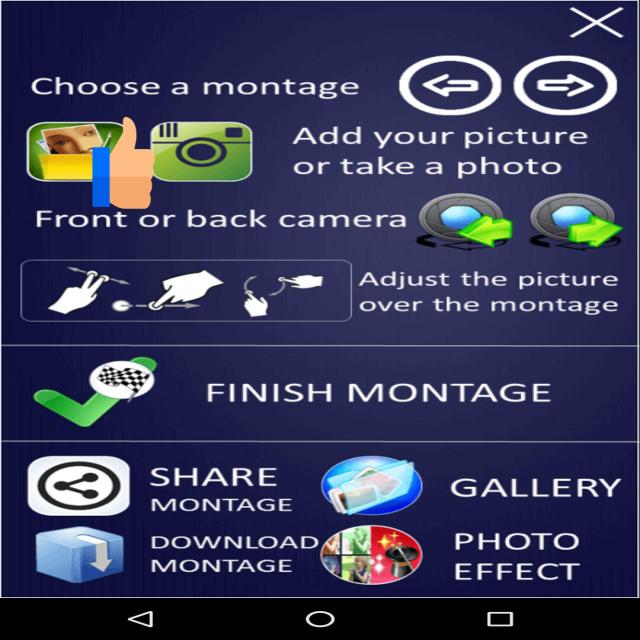 Choose a montage
Add your picture
or take a photo
Front or back camera
Adjust the picture
over the montage
FINISH MONTAGE
SHARE
MONTAGE
GALLERY
DOWNLOAD
MONTAGE
PHOTO
EFFECT